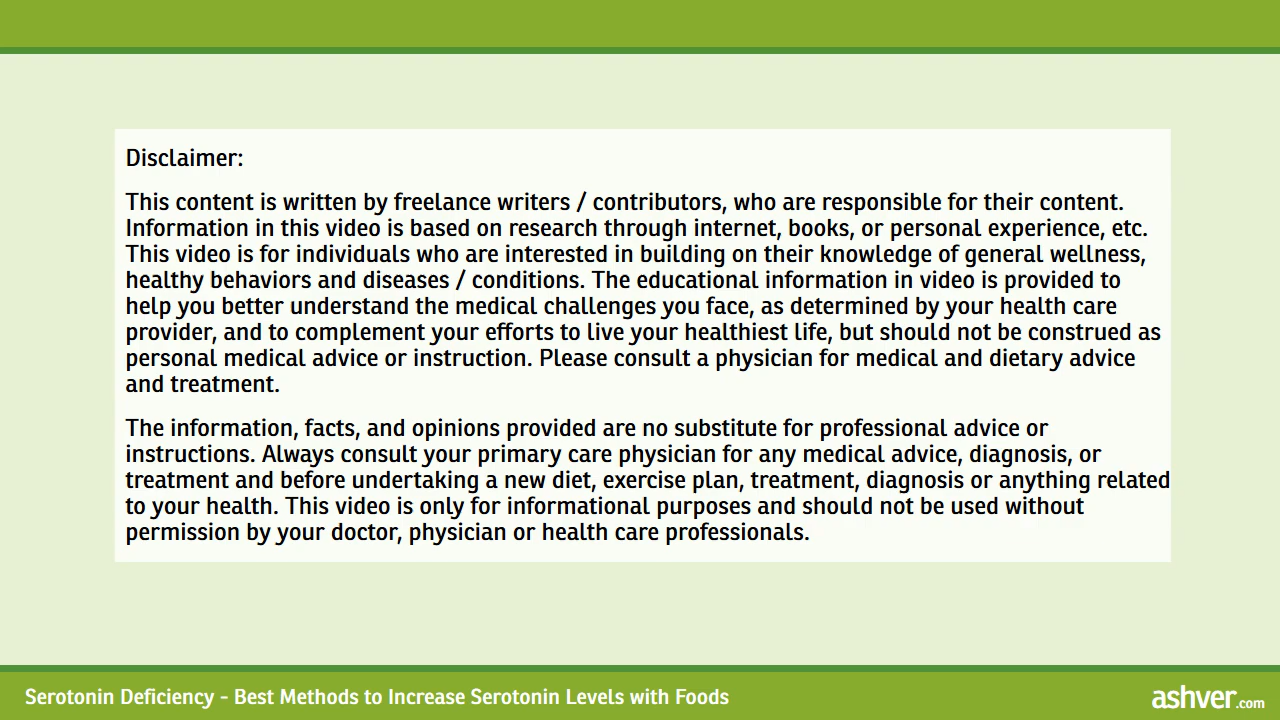 Disclaimer:
This content is written by freelance writers / contributors, who are responsible for their content.
Information in this video is based on research through internet, books, or personal experience, etc.
This video is for individuals who are interested in building on their knowledge of general wellness,
healthy behaviors and diseases / conditions. The educational information in video is provided to
help you better understand the medical challenges you face, as determined by your health care
provider, and to complement your efforts to live your healthiest life, but should not be construed as
personal medical advice or instruction. Please consult a physician for medical and dietary advice
and treatment.
The information, facts, and opinions provided are no substitute for professional advice or
instructions. Always consult your primary care physician for any medical advice, diagnosis, or
treatment and before undertaking a new diet, exercise plan, treatment, diagnosis or anything related
to your health. This video is only for informational purposes and should not be used without
permission by your doctor, physician or health care professionals.
Serotonin Deficiency - Best Methods to Increase Serotonin Levels with Foods
ashver.com